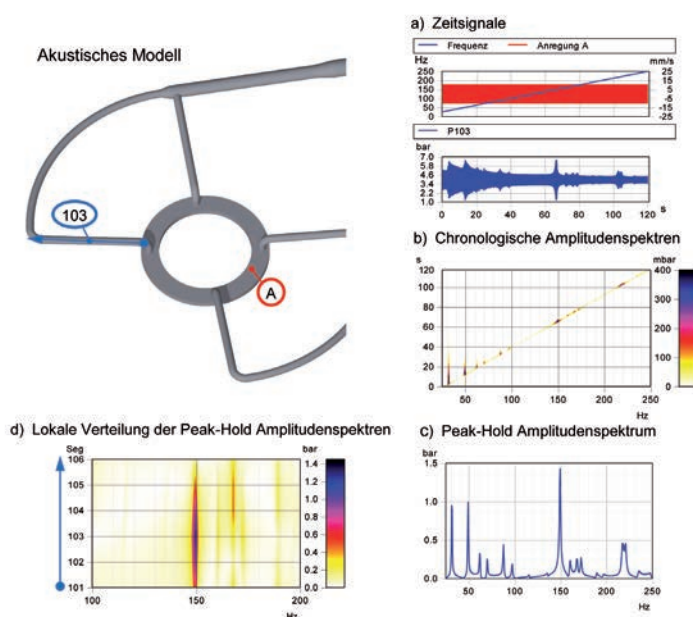 Akustisches Modell
103
A
a) Zeitsignale
Frequenz Anregung A
Hz mm/s
250 25
200 15
150 5
100 -5
50 -15
0 -25
P103
bar
7.0
5.8
4.6
3.4
2.2
1.0
0 20 40 60 80 100 120
s
b) Chronologische Amplitudenspektren
s mbar
120 400
100
80 300
60 200
40
20 100
0 0
50 100 150 200 250
Hz
d) Lokale Verteilung der Peak-Hold Amplitudenspektren
Seg bar
106
105
104
103
102
101
1.4
1.2
1.0
0.8
0.6
0.4
0.2
0.0
100 150 200
Hz
c) Peak-Hold Amplitudenspektrum
bar
1.5
1.0
0.5
0.0
50 100 150 200 250
Hz